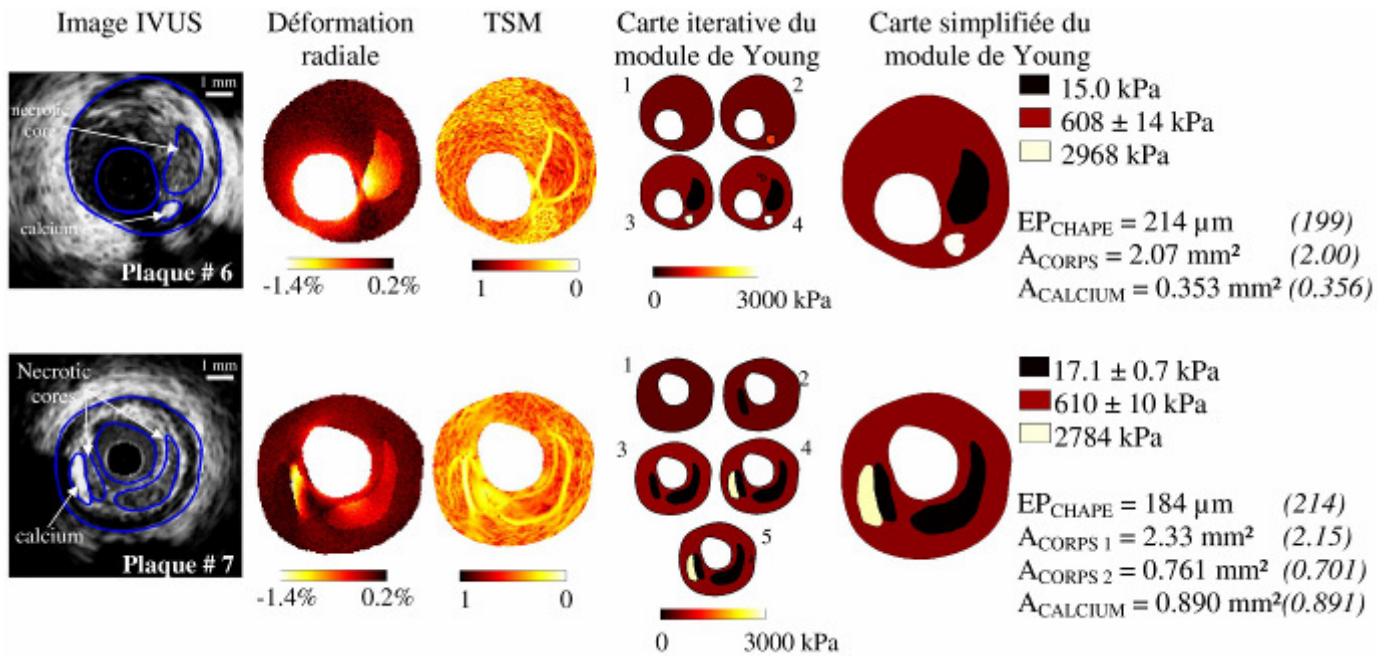 Image IVUS
Déformation radiale
TSM
Carte iterative du module de Young
Carte simplifiée du module de Young
1 mm
necrotic core
calcium
Plaque # 6
-1.4% 0.2%
1 0
1 2
3 4
0 3000 kPa
15.0 kPa
608 ± 14 kPa
2968 kPa
EPCHAPE = 214 µm (199)
ACORPS = 2.07 mm² (2.00)
ACALCIUM = 0.353 mm² (0.356)
1 mm
Necrotic cores
calcium
Plaque # 7
-1.4% 0.2%
1 0
1 2
3 4
5
0 3000 kPa
17.1 ± 0.7 kPa
610 ± 10 kPa
2784 kPa
EPCHAPE = 184 µm (214)
ACORPS 1 = 2.33 mm² (2.15)
ACORPS 2 = 0.761 mm² (0.701)
ACALCIUM = 0.890 mm² (0.891)